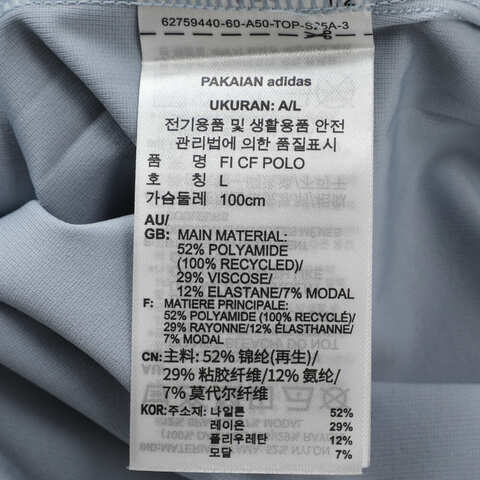 62759440-60-A50-TOP-S25A-3
PAKAIAN adidas
UKURAN: A/L
전기용품 및 생활용품 안전
관리법에 의한 품질표시
품 명 FI CF POLO
호 칭 L
가슴둘레 100cm
AU/
GB: MAIN MATERIAL:
52% POLYAMIDE
(100% RECYCLED)/
29% VISCOSE/
12% ELASTANE/7% MODAL
F: MATIERE PRINCIPALE:
52% POLYAMIDE (100% RECYCLÉ)/
29% RAYONNE/12% ÉLASTHANNE/
7% MODAL
CN: 主料: 52% 锦纶(再生)/
29% 粘胶纤维/12% 氨纶/
7% 莫代尔纤维
KOR: 주소재: 나일론 52%
레이온 29%
폴리우레탄 12%
모달 7%